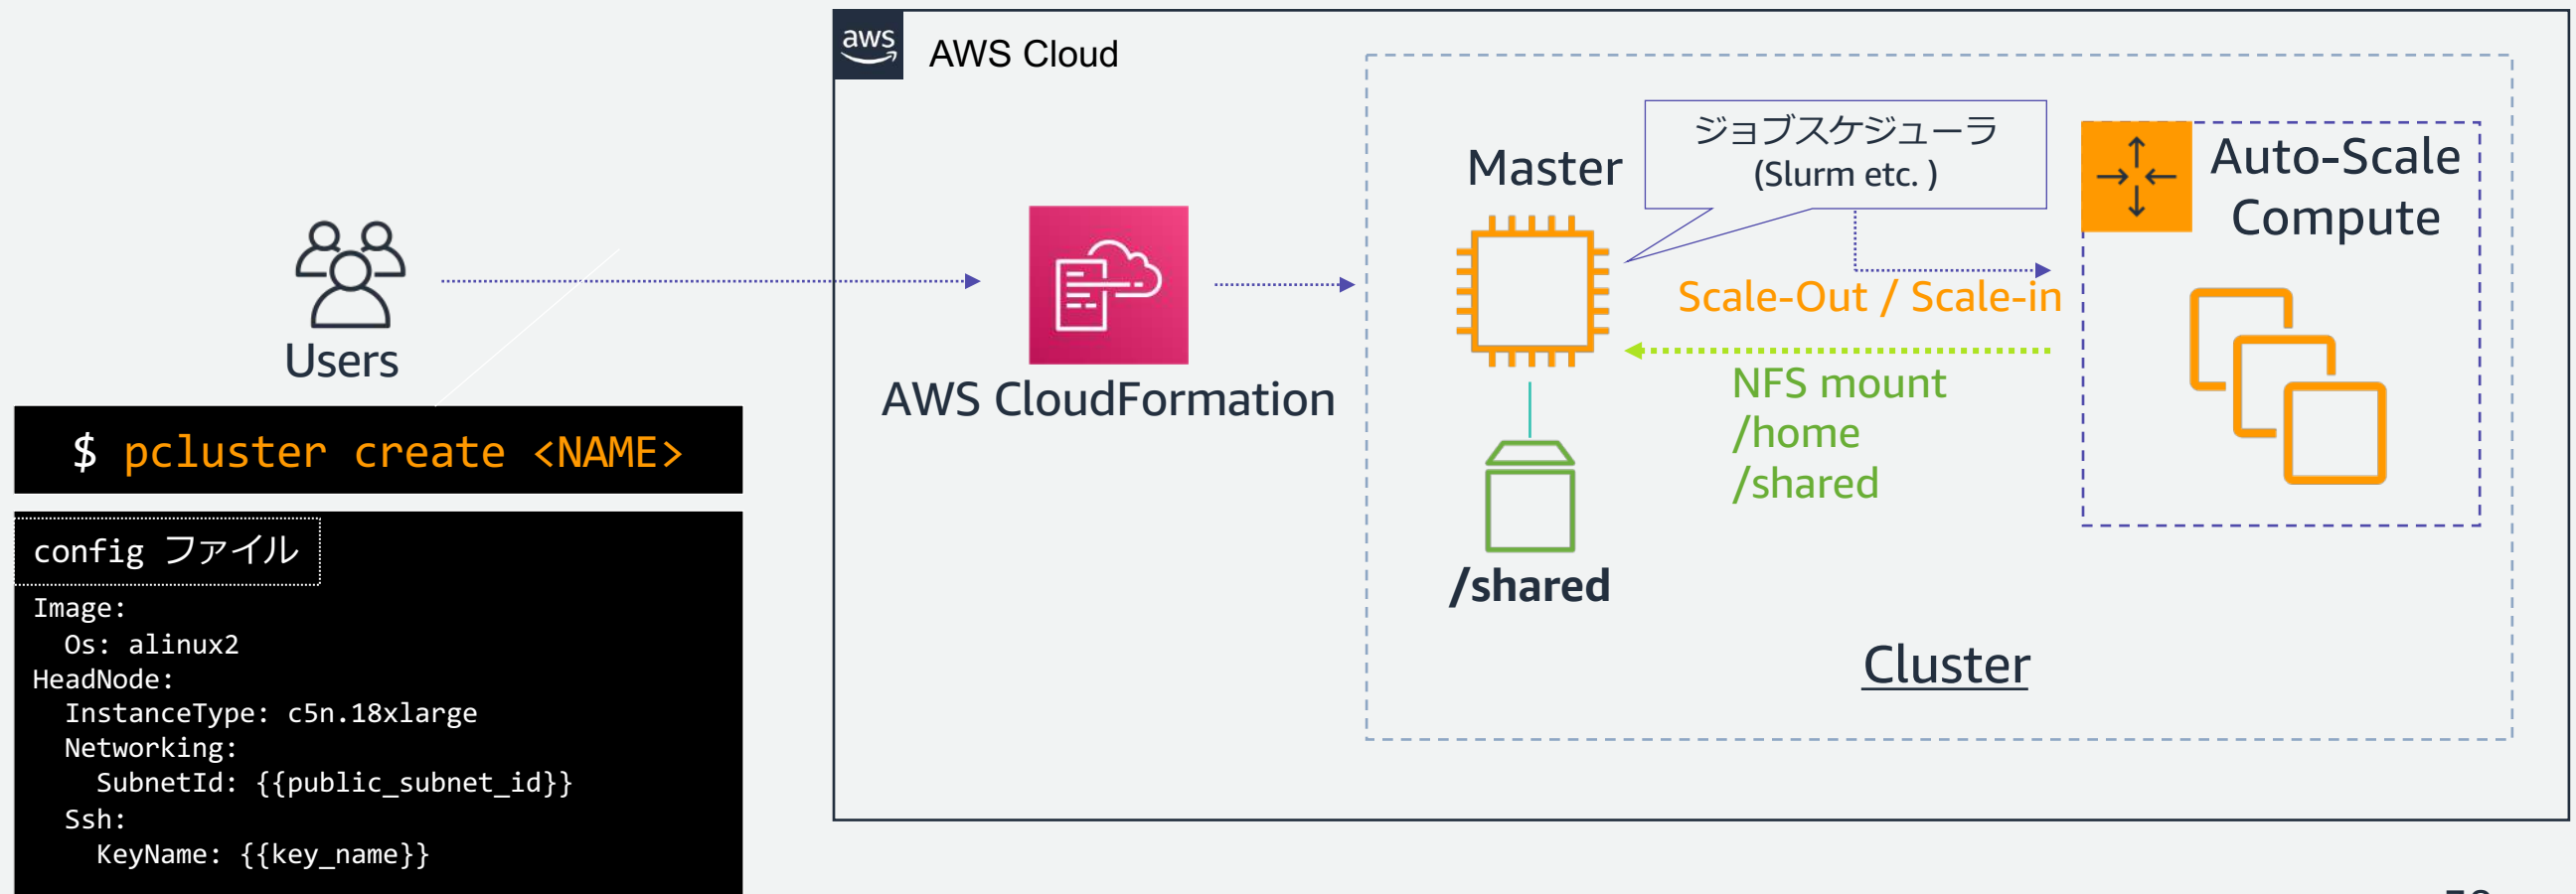 aws
AWS Cloud
Users
$ pcluster create <NAME>
config ファイル
Image:
  Os: alinux2
HeadNode:
  InstanceType: c5n.18xlarge
  Networking:
    SubnetId: {{public_subnet_id}}
  Ssh:
    KeyName: {{key_name}}
AWS CloudFormation
Master
ジョブスケジューラ
(Slurm etc. )
Auto-Scale
Compute
Scale-Out / Scale-in
NFS mount
/home
/shared
/shared
Cluster